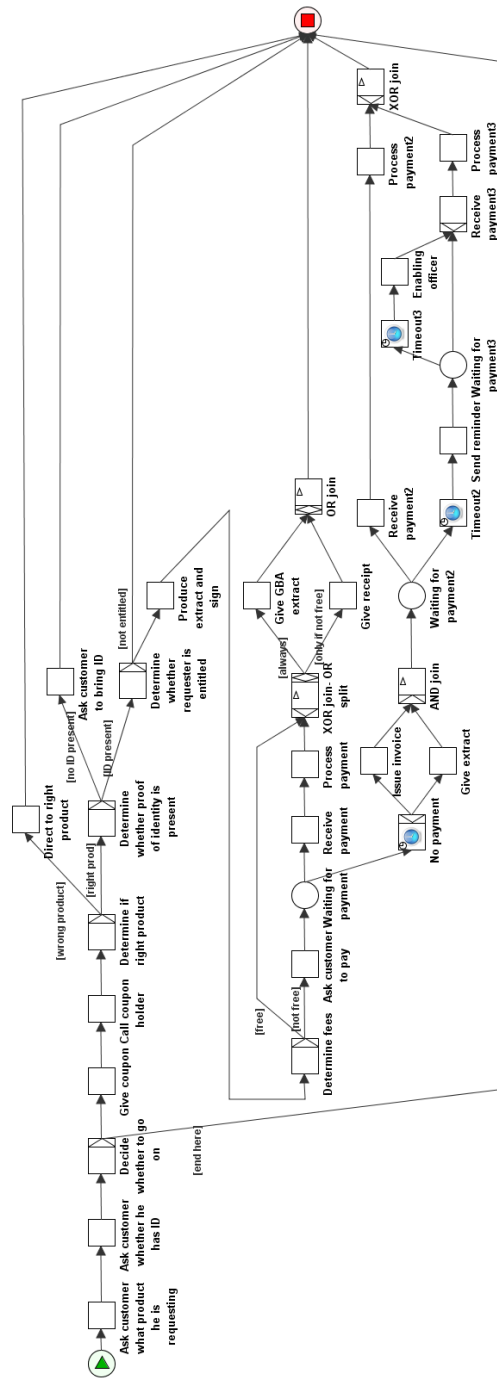 Ask customer
what product
he is
requesting
Ask customer
whether he
has ID
Decide
whether to go
on
[end here]
Give coupon
Call coupon
holder
Determine if
right product
[wrong product]
[right prod]
Direct to right
product
Determine
whether proof
of identity is
present
[no ID present]
[ID present]
Ask customer
to bring ID
Determine
whether
requester is
entitled
[not entitled]
Produce
extract and
sign
Determine fees
[free]
[not free]
Ask customer
to pay
Waiting for
payment
Receive
payment
Process
payment
XOR join- OR
split
[always]
[only if not free]
Give GBA
extract
Give receipt
OR join
No payment
Issue invoice
Give extract
AND join
Waiting for
payment2
Receive
payment2
Timeout2
Send reminder
Waiting for
payment3
Timeout3
Enabling
officer
Receive
payment3
Process
payment2
Process
payment3
XOR join